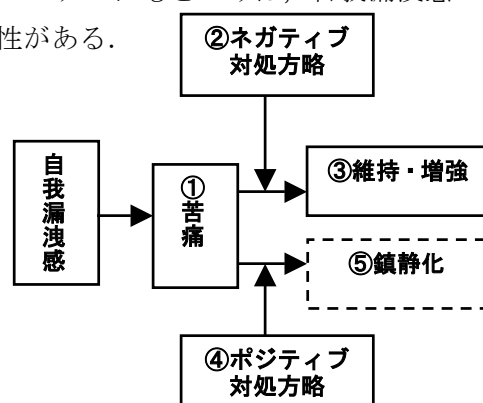 性がある.
②ネガティブ
対処方略
自我漏洩感
①苦痛
③維持・増強
⑤鎮静化
④ポジティブ
対処方略